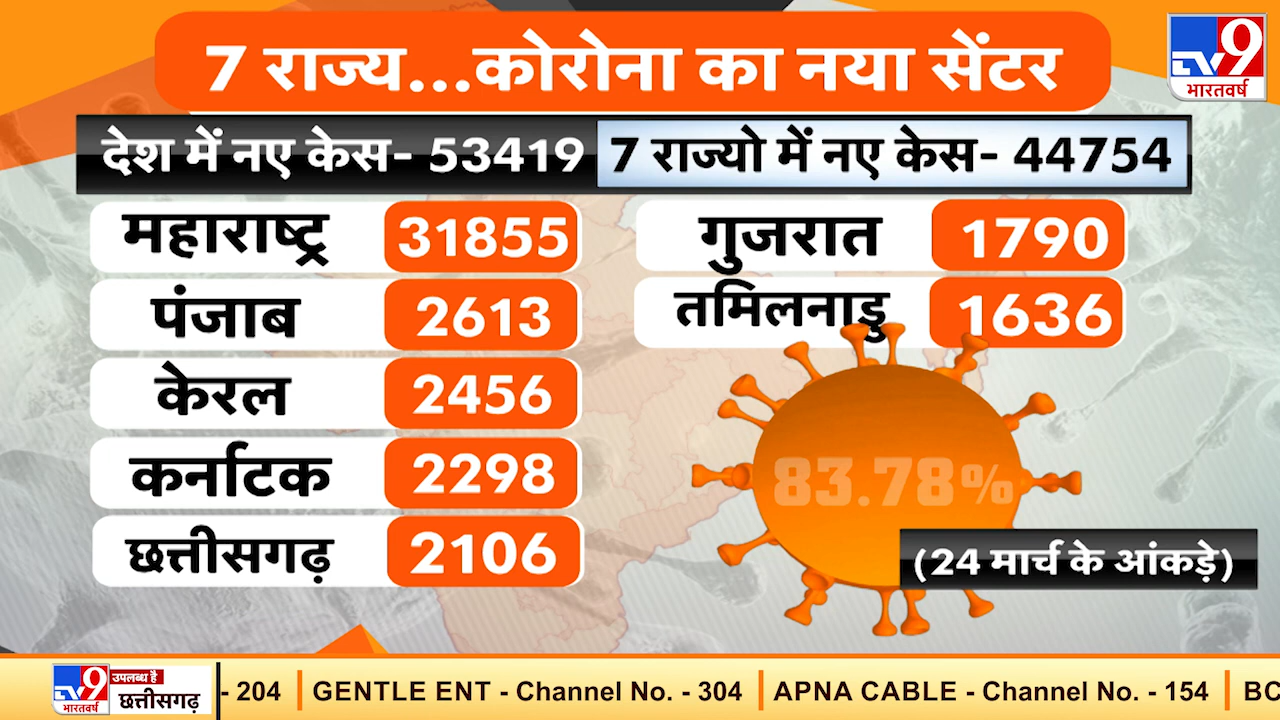 7 राज्य...कोरोना का नया सेंटर
TV9
भारतवर्ष
देश में नए केस- 53419
7 राज्यो में नए केस- 44754
महाराष्ट्र 31855
पंजाब 2613
केरल 2456
कर्नाटक 2298
छत्तीसगढ़ 2106
गुजरात 1790
तमिलनाडु 1636
83.78%
(24 मार्च के आंकड़े)
TV9
भारतवर्ष
उपलब्ध है
छत्तीसगढ़
- 204 | GENTLE ENT - Channel No. - 304 | APNA CABLE - Channel No. - 154 | BC